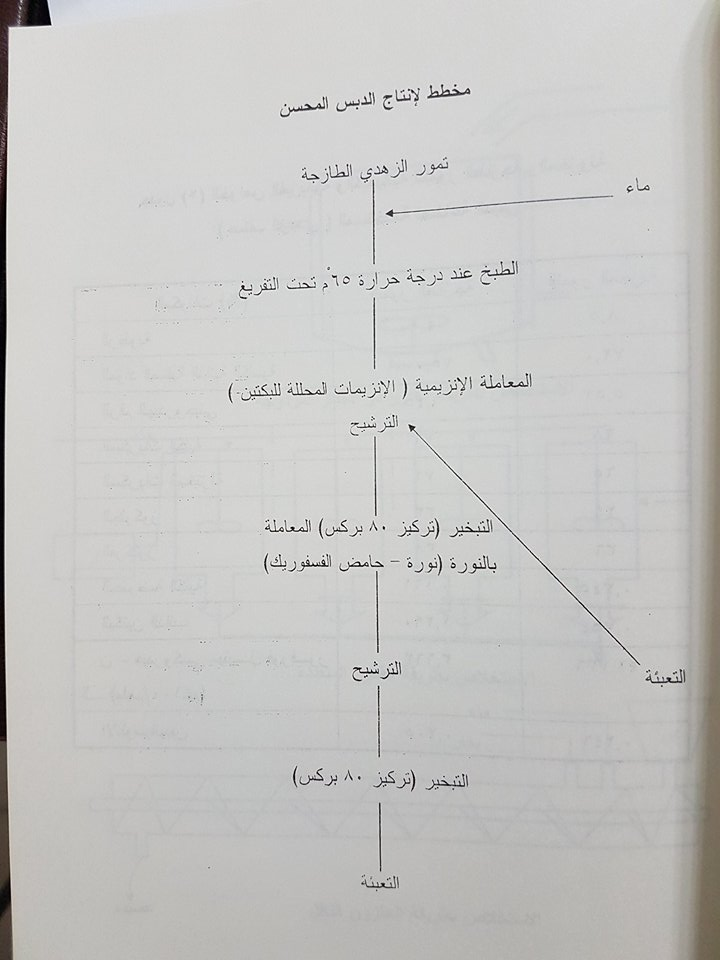 مخطط لإنتاج الدبس المحسن
تمور الزهدي الطازجة
ماء
الطبخ عند درجة حرارة ٦٥°م تحت التفريغ
المعاملة الإنزيمية ( الإنزيمات المحللة للبكتين- )
الترشيح
التبخير (تركيز ٨٠ بركس) المعاملة
بالنورة (نورة – حامض الفسفوريك)
الترشيح
التعبئة
التبخير (تركيز ٨٠ بركس)
التعبئة